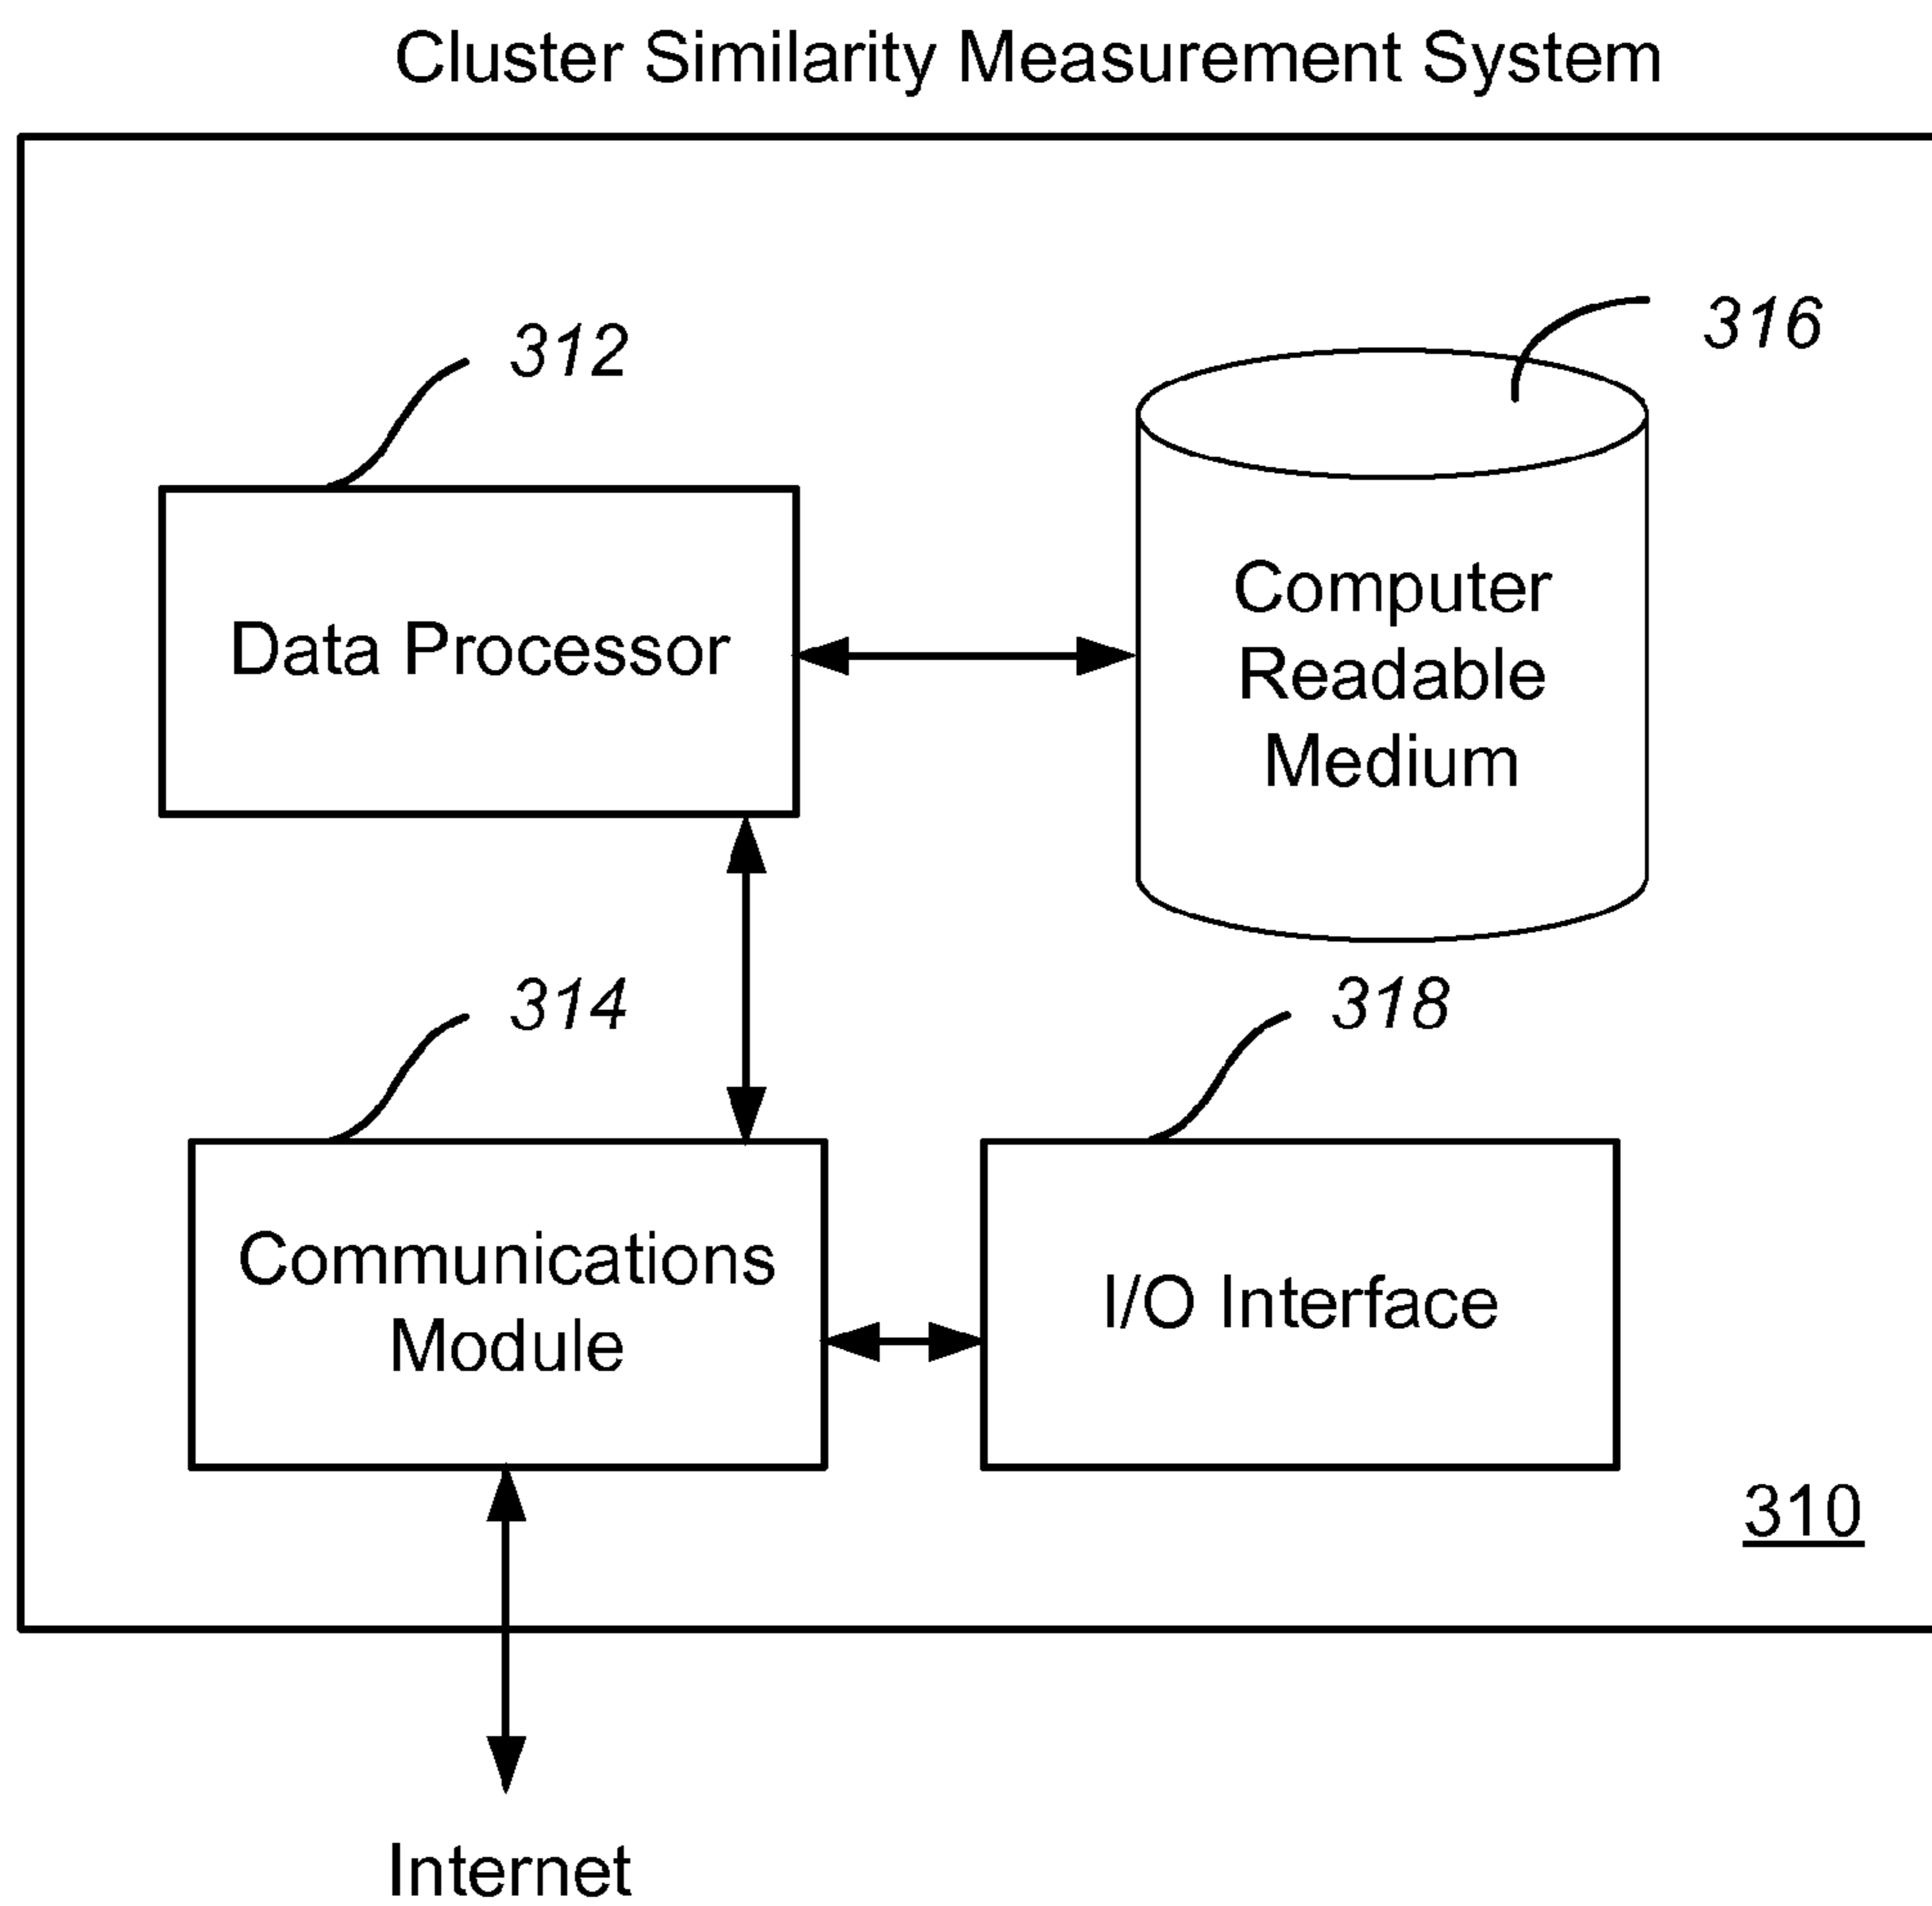 Cluster Similarity Measurement System
312
316
Data Processor
Computer
Readable
Medium
314
318
Communications
Module
I/O Interface
310
Internet